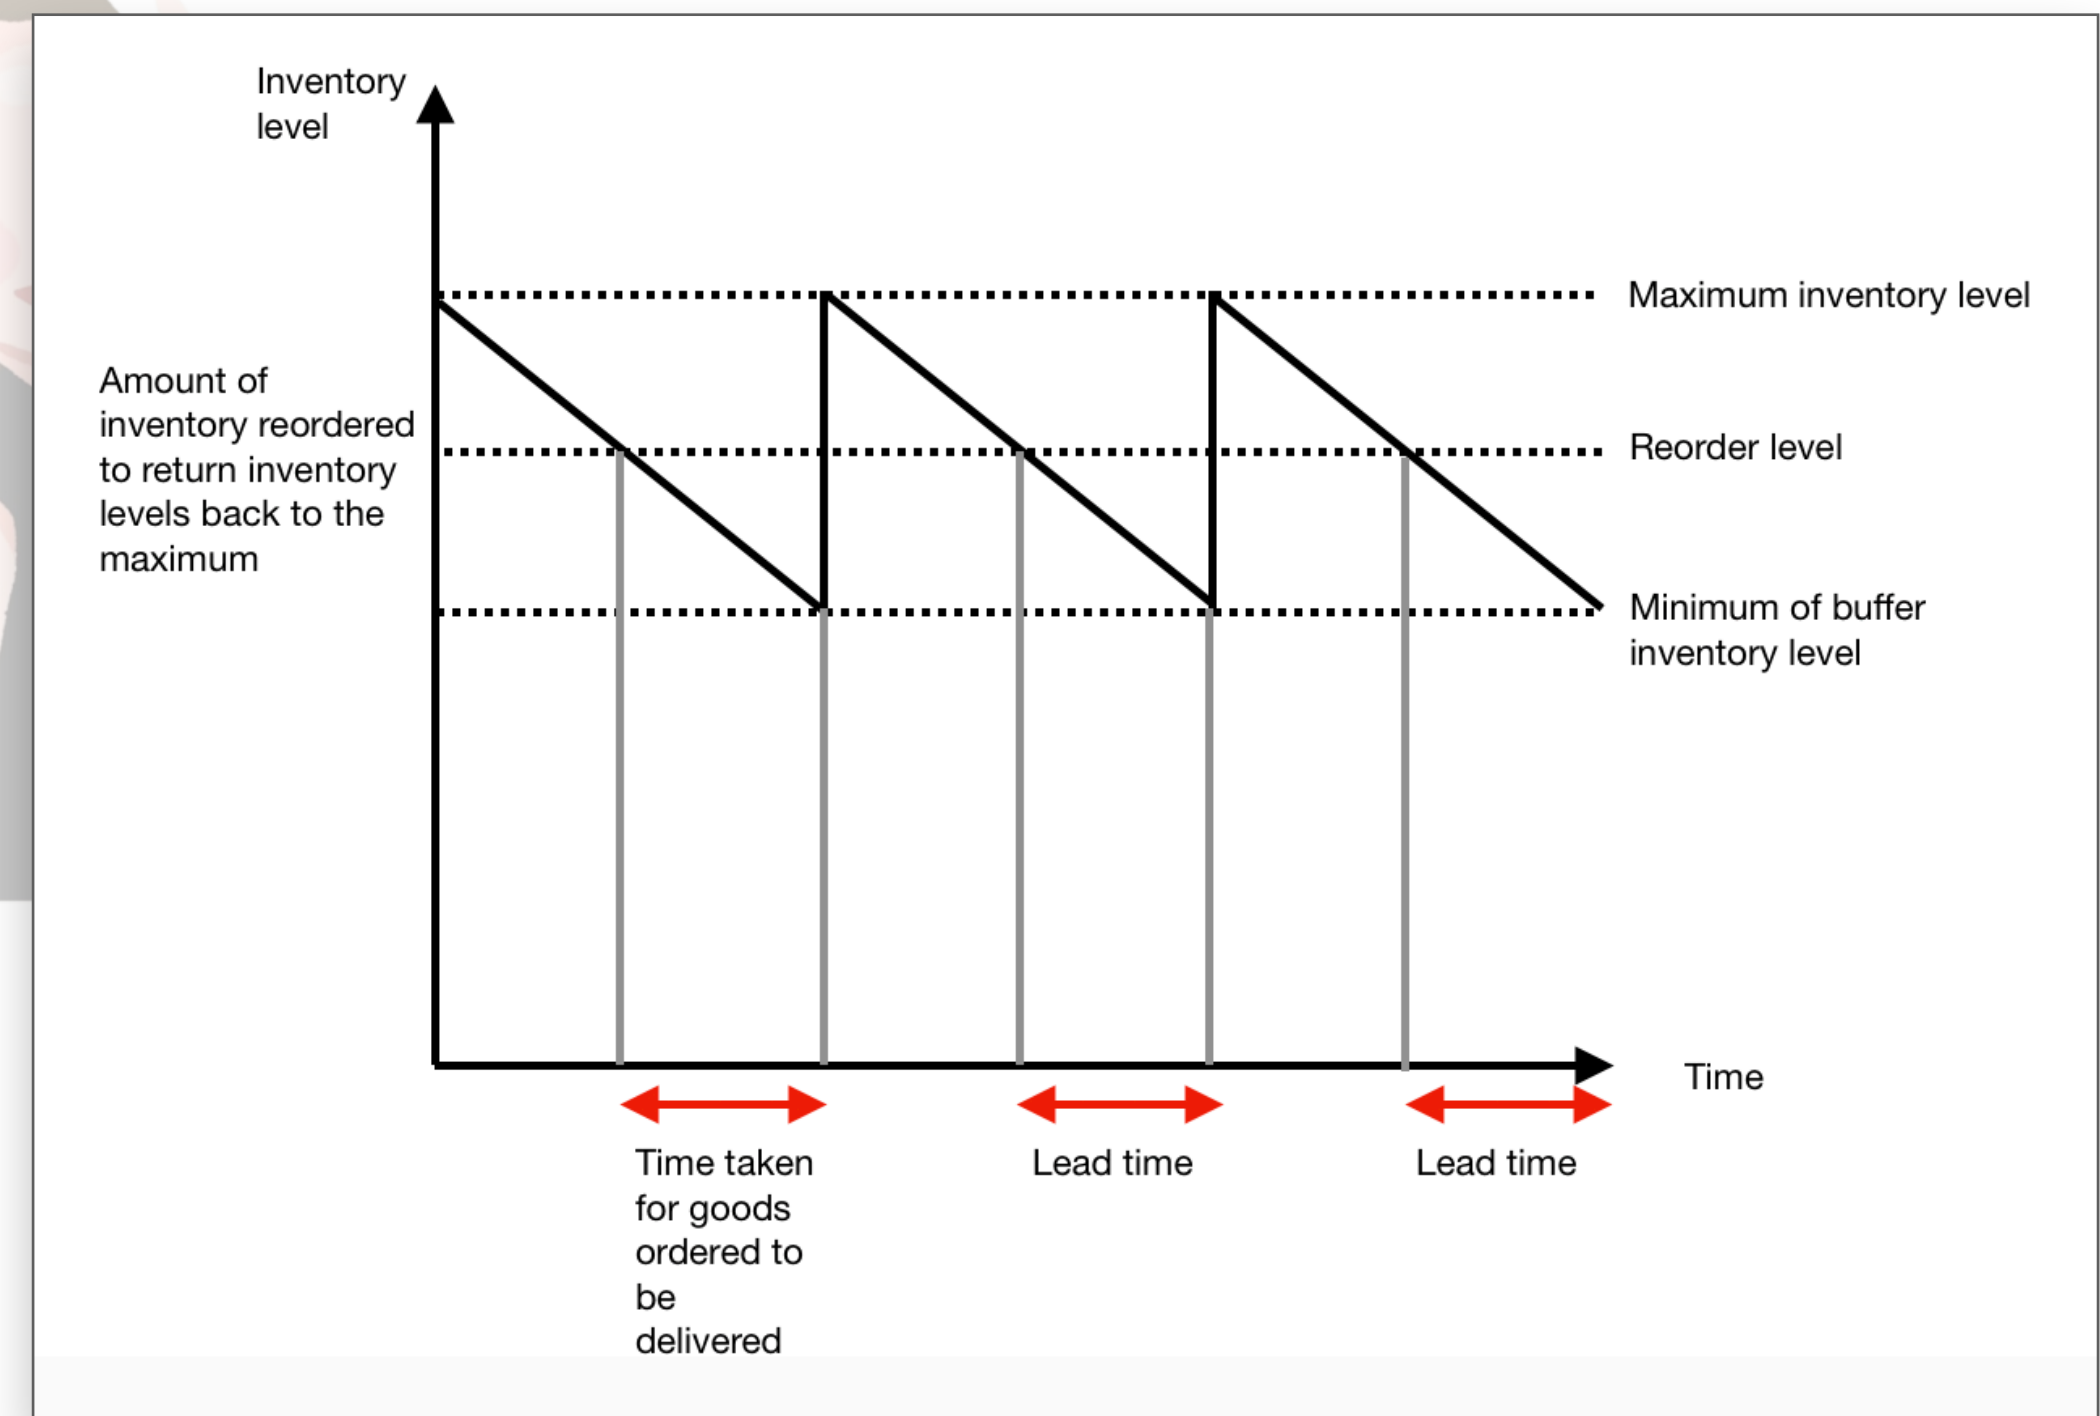 Inventory
level
Maximum inventory level
Amount of
inventory reordered
to return inventory
levels back to the
maximum
Reorder level
Minimum of buffer
inventory level
Time
Time taken
for goods
ordered to
be
delivered
Lead time
Lead time